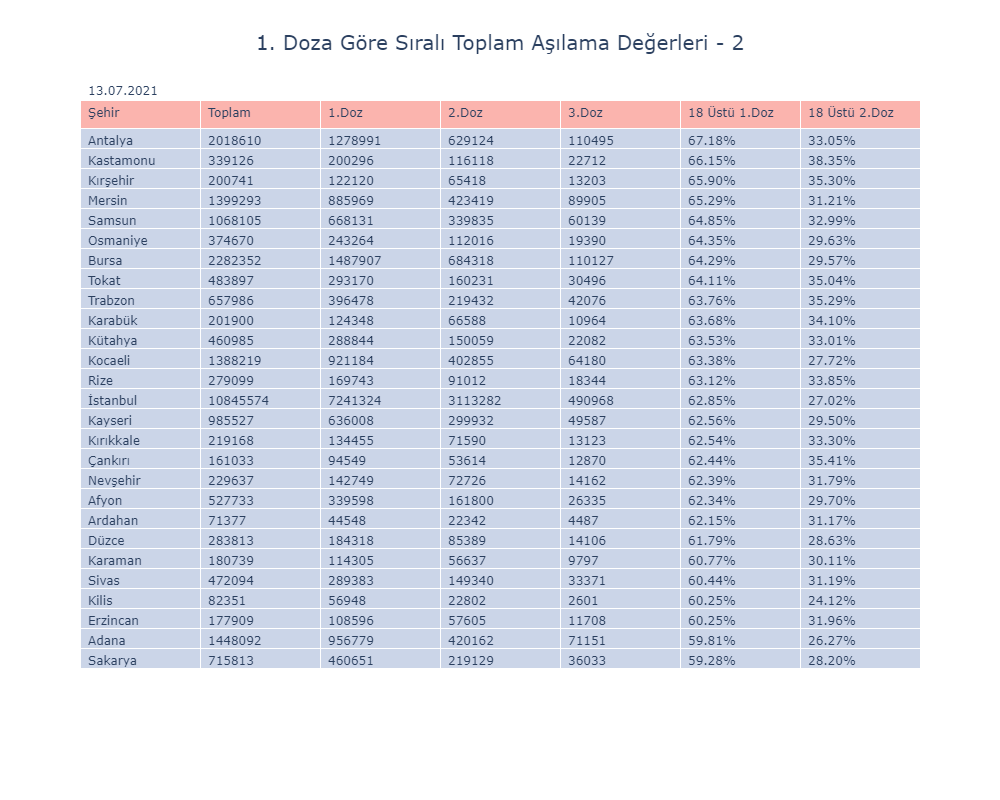 1. Doza Göre Sıralı Toplam Aşılama Değerleri - 2
13.07.2021
Şehir Toplam 1.Doz 2.Doz 3.Doz 18 Üstü 1.Doz 18 Üstü 2.Doz
Antalya 2018610 1278991 629124 110495 67.18% 33.05%
Kastamonu 339126 200296 116118 22712 66.15% 38.35%
Kırşehir 200741 122120 65418 13203 65.90% 35.30%
Mersin 1399293 885969 423419 89905 65.29% 31.21%
Samsun 1068105 668131 339835 60139 64.85% 32.99%
Osmaniye 374670 243264 112016 19390 64.35% 29.63%
Bursa 2282352 1487907 684318 110127 64.29% 29.57%
Tokat 483897 293170 160231 30496 64.11% 35.04%
Trabzon 657986 396478 219432 42076 63.76% 35.29%
Karabük 201900 124348 66588 10964 63.68% 34.10%
Kütahya 460985 288844 150059 22082 63.53% 33.01%
Kocaeli 1388219 921184 402855 64180 63.38% 27.72%
Rize 279099 169743 91012 18344 63.12% 33.85%
İstanbul 10845574 7241324 3113282 490968 62.85% 27.02%
Kayseri 985527 636008 299932 49587 62.56% 29.50%
Kırıkkale 219168 134455 71590 13123 62.54% 33.30%
Çankırı 161033 94549 53614 12870 62.44% 35.41%
Nevşehir 229637 142749 72726 14162 62.39% 31.79%
Afyon 527733 339598 161800 26335 62.34% 29.70%
Ardahan 71377 44548 22342 4487 62.15% 31.17%
Düzce 283813 184318 85389 14106 61.79% 28.63%
Karaman 180739 114305 56637 9797 60.77% 30.11%
Sivas 472094 289383 149340 33371 60.44% 31.19%
Kilis 82351 56948 22802 2601 60.25% 24.12%
Erzincan 177909 108596 57605 11708 60.25% 31.96%
Adana 1448092 956779 420162 71151 59.81% 26.27%
Sakarya 715813 460651 219129 36033 59.28% 28.20%